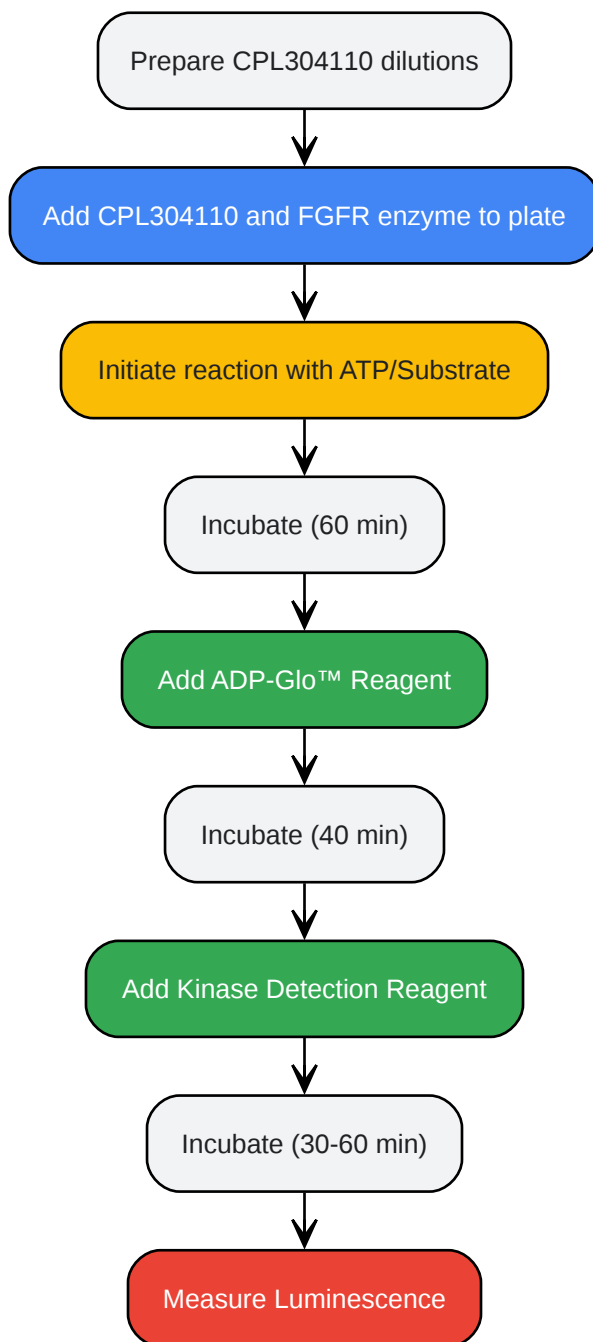 Prepare CPL304110 dilutions
Add CPL304110 and FGFR enzyme to plate
Initiate reaction with ATP/Substrate
Incubate (60 min)
Add ADP-Glo™ Reagent
Incubate (40 min)
Add Kinase Detection Reagent
Incubate (30-60 min)
Measure Luminescence